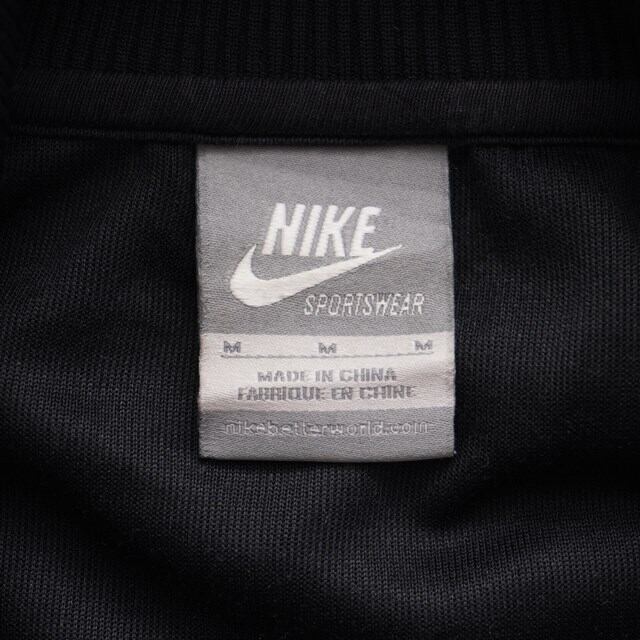 NIKE
SPORTSWEAR
M M M
MADE IN CHINA
FABRIQUE EN CHINE
nikebetterworld.com